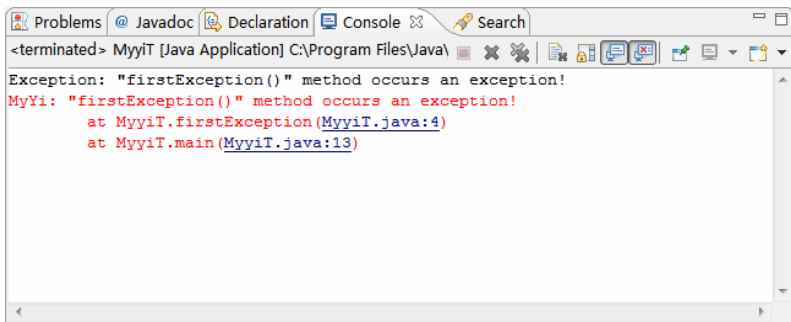 Problems @ Javadoc Declaration Console Search
<terminated> MyyiT [Java Application] C:\Program Files\Java\
Exception: "firstException()" method occurs an exception!
MyYi: "firstException()" method occurs an exception!
at MyyiT.firstException(MyyiT.java:4)
at MyyiT.main(MyyiT.java:13)